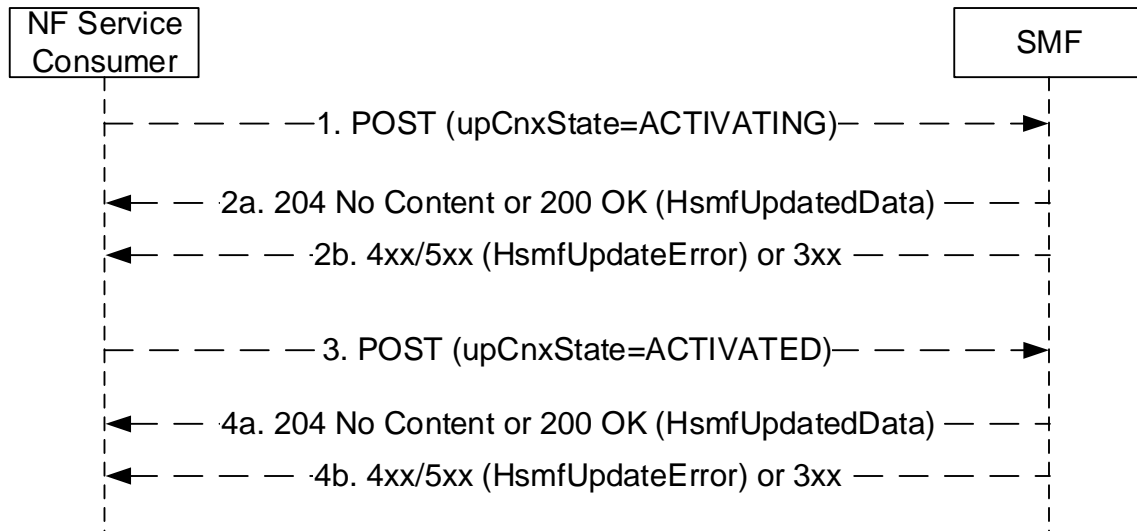 NF Service
Consumer
SMF
1. POST (upCnxState=ACTIVATING)
2a. 204 No Content or 200 OK (HsmfUpdatedData)
2b. 4xx/5xx (HsmfUpdateError) or 3xx
3. POST (upCnxState=ACTIVATED)
4a. 204 No Content or 200 OK (HsmfUpdatedData)
4b. 4xx/5xx (HsmfUpdateError) or 3xx